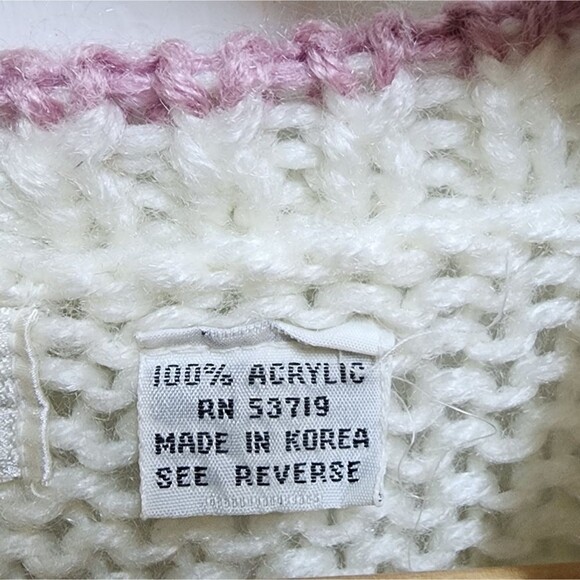 100% ACRYLIC
RN 53719
MADE IN KOREA
SEE REVERSE